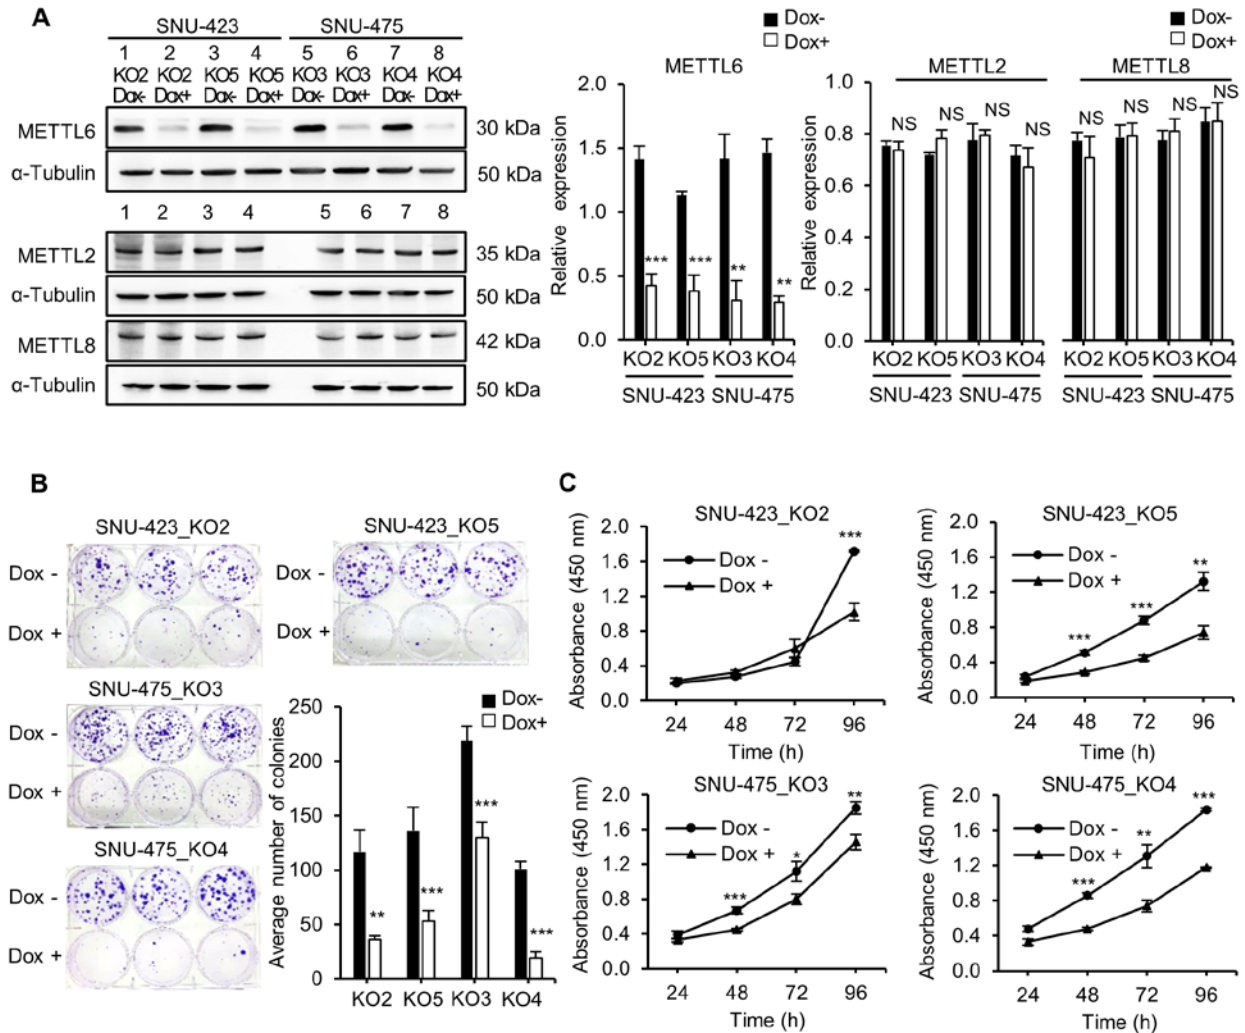 A
SNU-423 SNU-475
1 2 3 4 5 6 7 8
KO2 KO2 KO5 KO5 KO3 KO3 KO4 KO4
Dox- Dox+ Dox- Dox+ Dox- Dox+ Dox- Dox+
METTL6 30 kDa
α-Tubulin 50 kDa
1 2 3 4 5 6 7 8
METTL2 35 kDa
α-Tubulin 50 kDa
METTL8 42 kDa
α-Tubulin 50 kDa
Dox-
Dox+
METTL6
Relative expression
2.0
1.5
1.0
0.5
0.0
*** *** ** **
KO2 KO5 KO3 KO4
SNU-423 SNU-475
Dox-
Dox+
METTL2 METTL8
Relative expression
1.0
0.8
0.6
0.4
0.2
0.0
NS NS NS NS NS NS NS NS
KO2 KO5 KO3 KO4 KO2 KO5 KO3 KO4
SNU-423 SNU-475 SNU-423 SNU-475
B
SNU-423_KO2
Dox -
Dox +
SNU-423_KO5
Dox -
Dox +
SNU-475_KO3
Dox -
Dox +
SNU-475_KO4
Dox -
Dox +
Dox-
Dox+
Average number of colonies
250
200
150
100
50
0
** *** *** ***
KO2 KO5 KO3 KO4
C
SNU-423_KO2
Absorbance (450 nm)
2.0
1.6
1.2
0.8
0.4
0.0
Dox -
Dox +
***
24 48 72 96
Time (h)
SNU-423_KO5
Absorbance (450 nm)
2.0
1.6
1.2
0.8
0.4
0.0
Dox -
Dox +
*** *** **
24 48 72 96
Time (h)
SNU-475_KO3
Absorbance (450 nm)
2.0
1.6
1.2
0.8
0.4
0.0
Dox -
Dox +
*** * **
24 48 72 96
Time (h)
SNU-475_KO4
Absorbance (450 nm)
2.0
1.6
1.2
0.8
0.4
0.0
Dox -
Dox +
*** ** ***
24 48 72 96
Time (h)